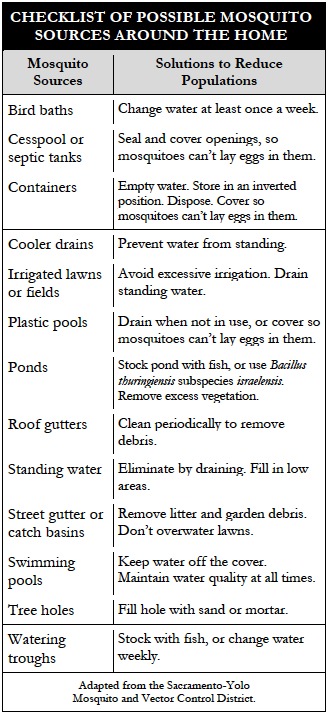 CHECKLIST OF POSSIBLE MOSQUITO
SOURCES AROUND THE HOME
Mosquito
Sources
Solutions to Reduce
Populations
Bird baths
Change water at least once a week.
Cesspool or
septic tanks
Seal and cover openings, so
mosquitoes can't lay eggs in them.
Containers
Empty water. Store in an inverted
position. Dispose. Cover so
mosquitoes can't lay eggs in them.
Cooler drains
Prevent water from standing.
Irrigated lawns
or fields
Avoid excessive irrigation. Drain
standing water.
Plastic pools
Drain when not in use, or cover so
mosquitoes can't lay eggs in them.
Ponds
Stock pond with fish, or use Bacillus
thuringiensis subspecies israelensis.
Remove excess vegetation.
Roof gutters
Clean periodically to remove
debris.
Standing water
Eliminate by draining. Fill in low
areas.
Street gutter or
catch basins
Remove litter and garden debris.
Don't overwater lawns.
Swimming
pools
Keep water off the cover.
Maintain water quality at all times.
Tree holes
Fill hole with sand or mortar.
Watering
troughs
Stock with fish, or change water
weekly.
Adapted from the Sacramento-Yolo
Mosquito and Vector Control District.